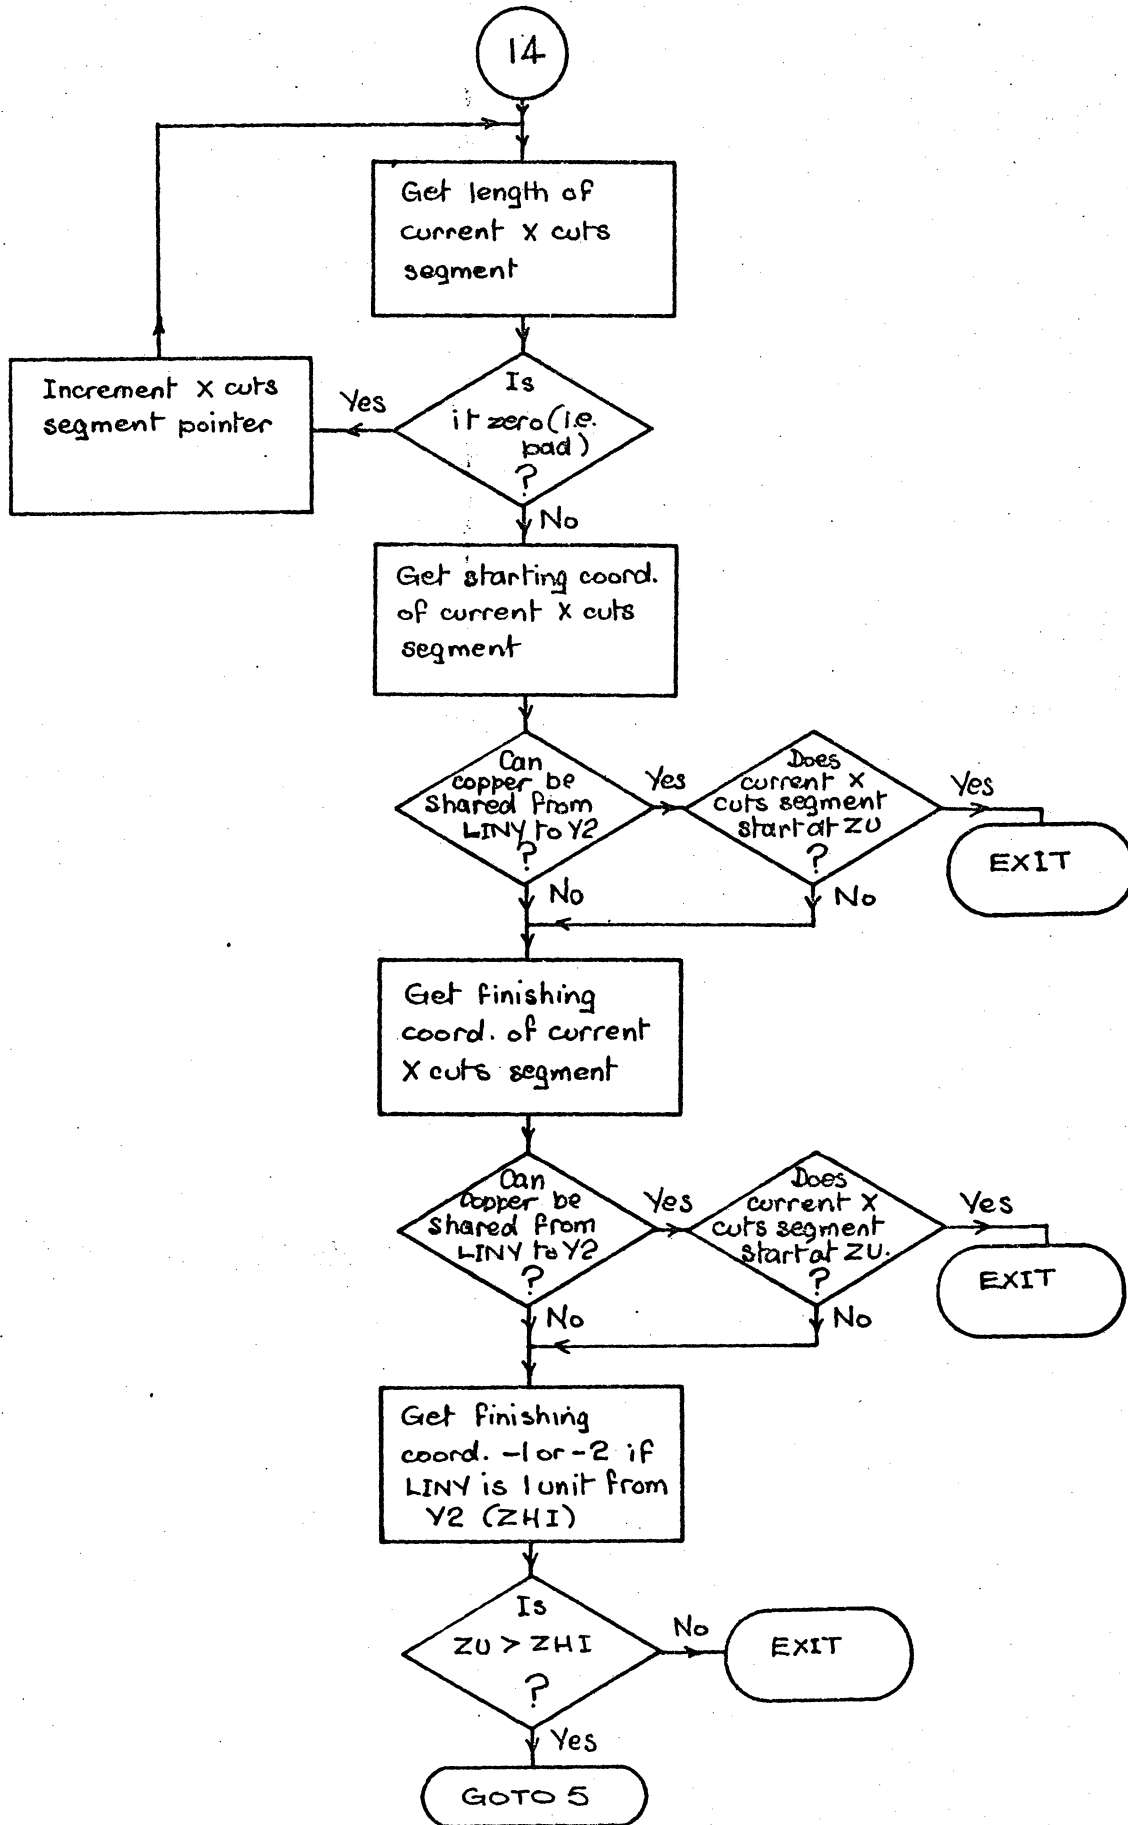 14
Get length of
current X cuts
segment
Increment X cuts
segment pointer
Yes
Is
it zero (i.e.
pad)
?
No
Get starting coord.
of current X cuts
segment
Can
copper be
shared from
LINY to Y2
?
Yes
Does
current X
cuts segment
start at ZU
?
Yes
EXIT
No
No
Get finishing
coord. of current
X cuts segment
Can
copper be
shared from
LINY to Y2
?
Yes
Does
current X
cuts segment
start at ZU.
?
Yes
EXIT
No
No
Get finishing
coord. -1 or -2 if
LINY is 1 unit from
Y2 (ZHI)
Is
ZU > ZHI
?
No
EXIT
Yes
GOTO 5